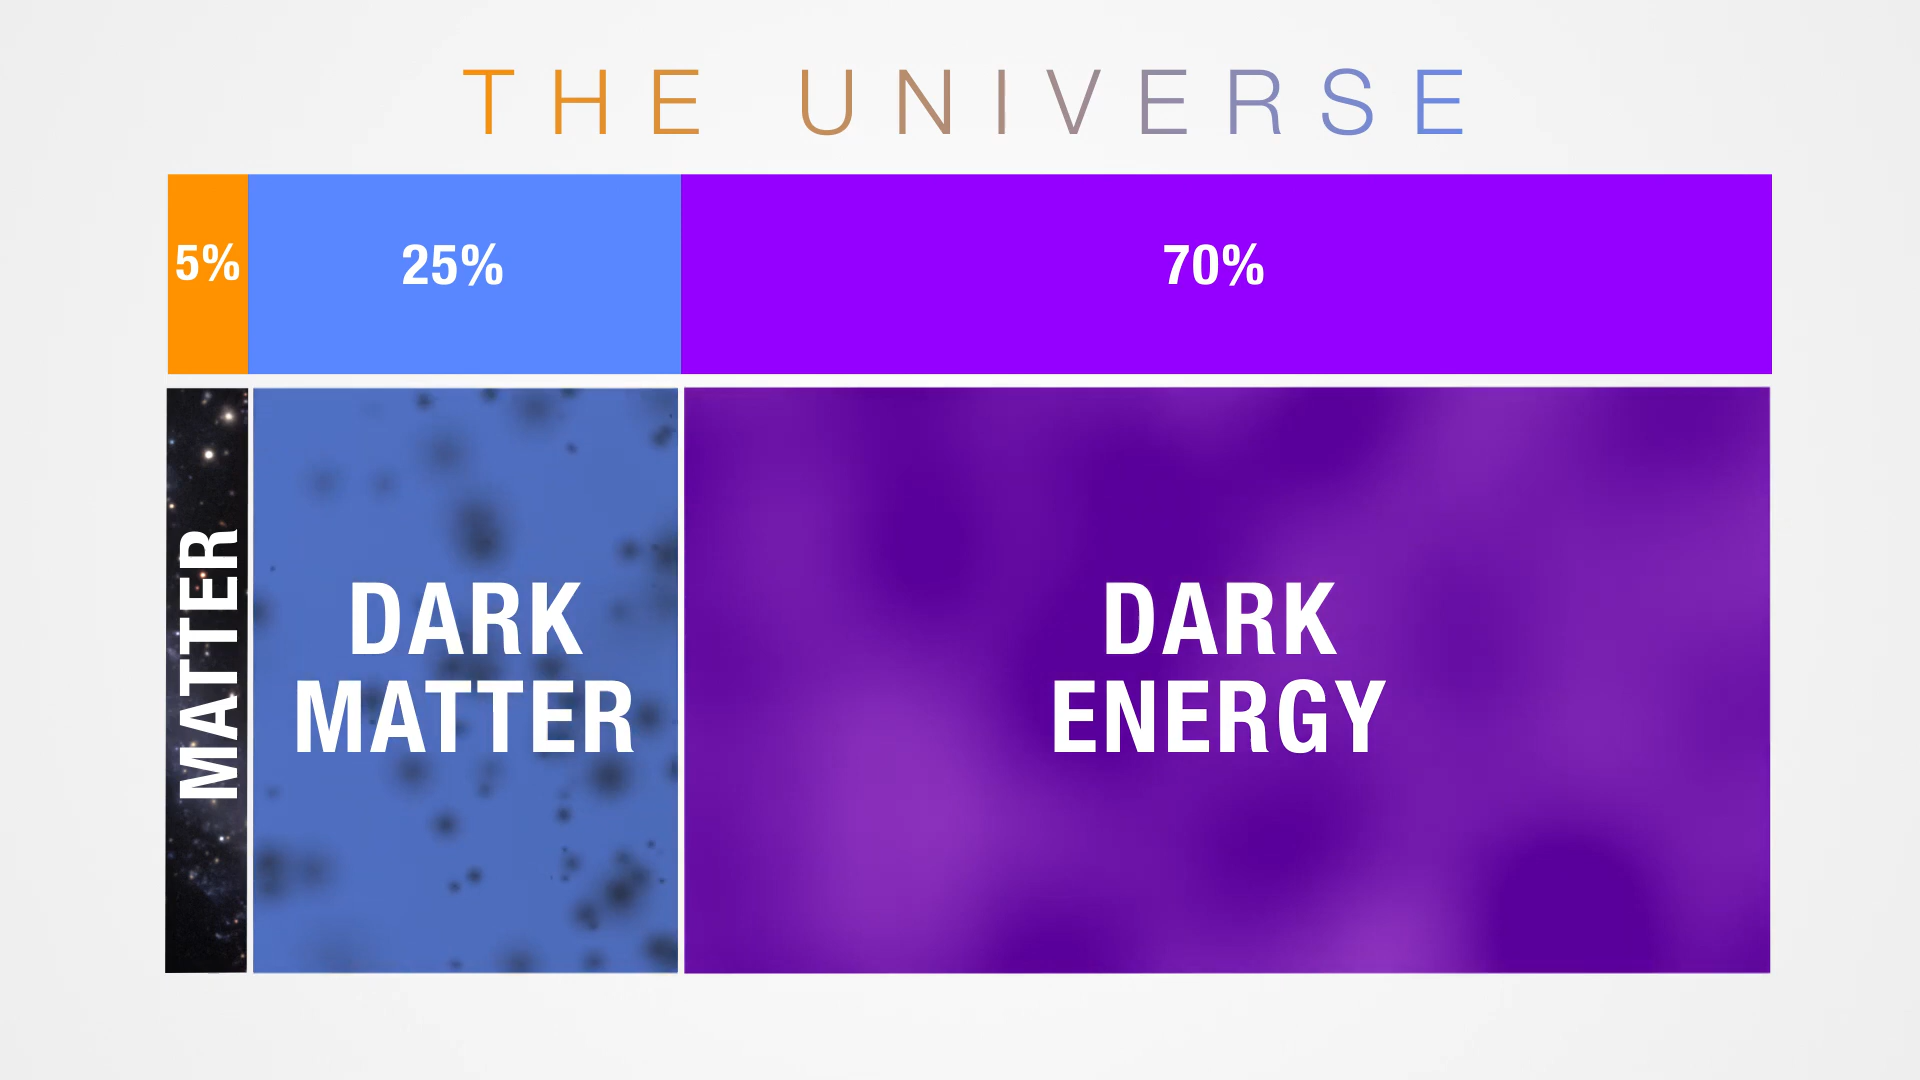 THE UNIVERSE
5%
25%
70%
MATTER
DARK
MATTER
DARK
ENERGY